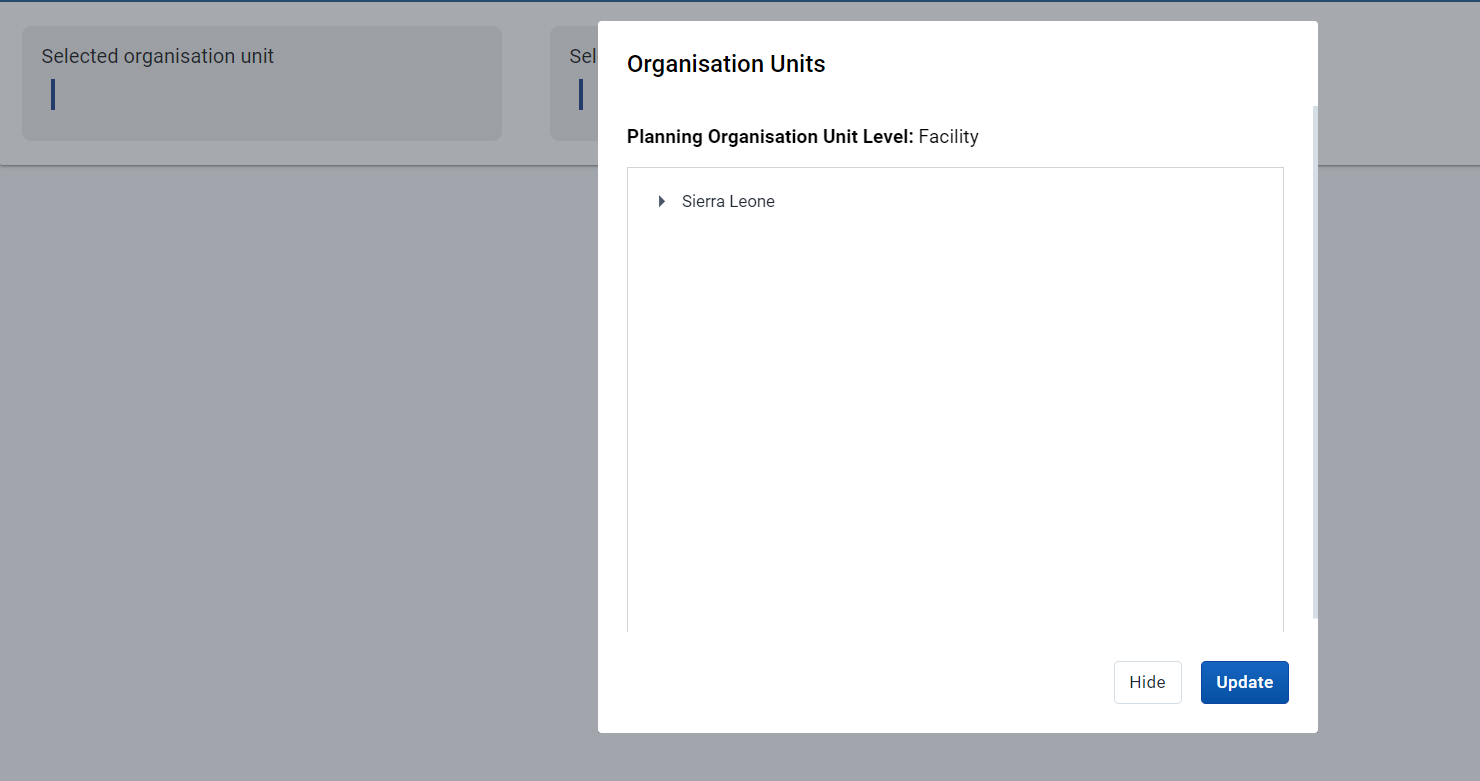 Selected organisation unit
Sel
Organisation Units
Planning Organisation Unit Level: Facility
Sierra Leone
Hide
Update